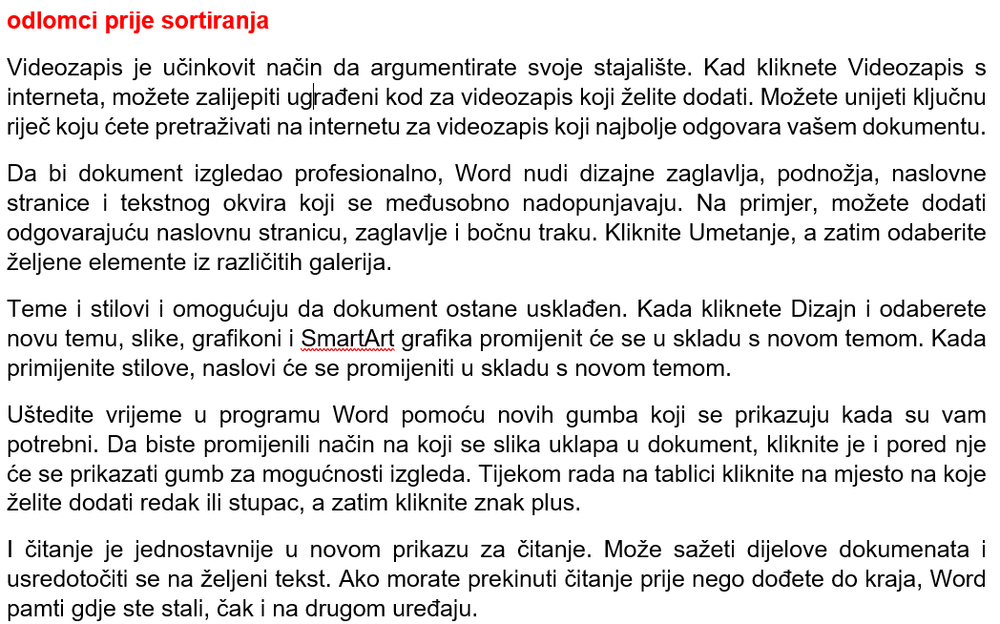 odlomci prije sortiranja
Videozapis je učinkovit način da argumentirate svoje stajalište. Kad kliknete Videozapis s
interneta, možete zalijepiti ugrađeni kod za videozapis koji želite dodati. Možete unijeti ključnu
riječ koju ćete pretraživati na internetu za videozapis koji najbolje odgovara vašem dokumentu.
Da bi dokument izgledao profesionalno, Word nudi dizajne zaglavlja, podnožja, naslovne
stranice i tekstnog okvira koji se međusobno nadopunjavaju. Na primjer, možete dodati
odgovarajuću naslovnu stranicu, zaglavlje i bočnu traku. Kliknite Umetanje, a zatim odaberite
željene elemente iz različitih galerija.
Teme i stilovi i omogućuju da dokument ostane usklađen. Kada kliknete Dizajn i odaberete
novu temu, slike, grafikoni i SmartArt grafika promijenit će se u skladu s novom temom. Kada
primijenite stilove, naslovi će se promijeniti u skladu s novom temom.
Uštedite vrijeme u programu Word pomoću novih gumba koji se prikazuju kada su vam
potrebni. Da biste promijenili način na koji se slika uklapa u dokument, kliknite je i pored nje
će se prikazati gumb za mogućnosti izgleda. Tijekom rada na tablici kliknite na mjesto na koje
želite dodati redak ili stupac, a zatim kliknite znak plus.
I čitanje je jednostavnije u novom prikazu za čitanje. Može sažeti dijelove dokumenata i
usredotočiti se na željeni tekst. Ako morate prekinuti čitanje prije nego dođete do kraja, Word
pamti gdje ste stali, čak i na drugom uređaju.